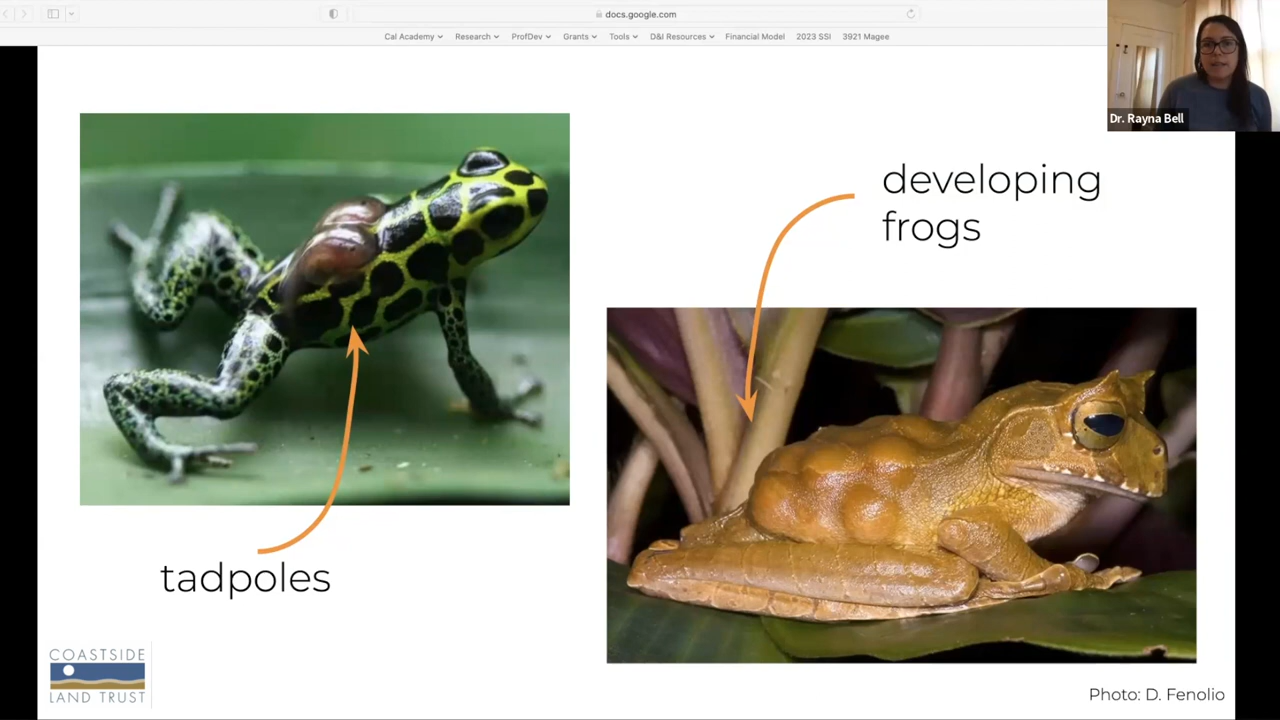 docs.google.com
Cal Academy Research ProfDev Grants Tools D&I Resources Financial Model 2023 SSI 3921 Magee
Dr. Rayna Bell
developing
frogs
tadpoles
COASTSIDE
LAND TRUST
Photo: D. Fenolio